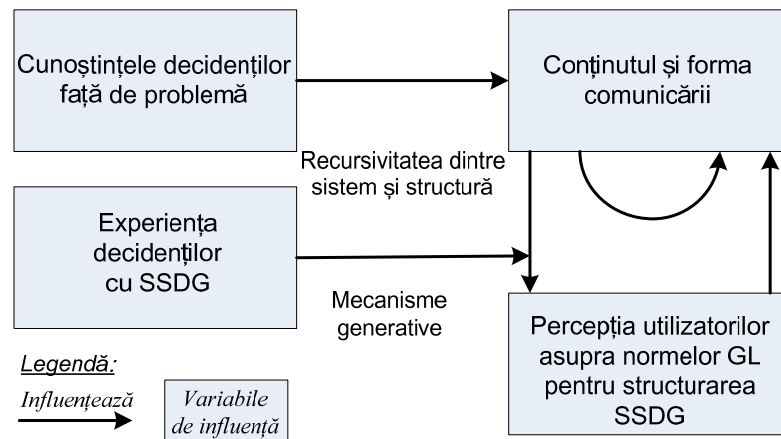 Cunoștințele decidenților
față de problemă
Conținutul și forma
comunicării
Recursivitatea dintre
sistem și structură
Experiența
decidenților
cu SSDG
Mecanisme
generative
Percepția utilizatorilor
asupra normelor GL
pentru structurarea
SSDG
Legendă:
Influențează
Variabile
de influență